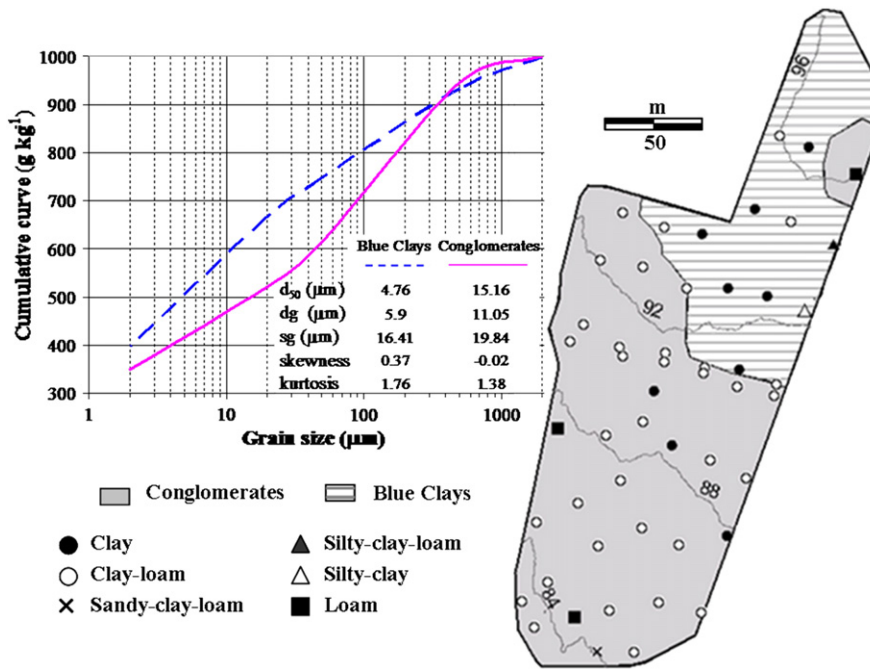 Cumulative curve (g kg¹)
1000
900
800
700
600
500
400
300
1 10 100 1000
Grain size (µm)
Blue Clays Conglomerates
d₅₀ (µm) 4.76 15.16
dg (µm) 5.9 11.05
sg (µm) 16.41 19.84
skewness 0.37 -0.02
kurtosis 1.76 1.38
m
50
96
92
88
84
Conglomerates Blue Clays
Clay Silty-clay-loam
Clay-loam Silty-clay
Sandy-clay-loam Loam